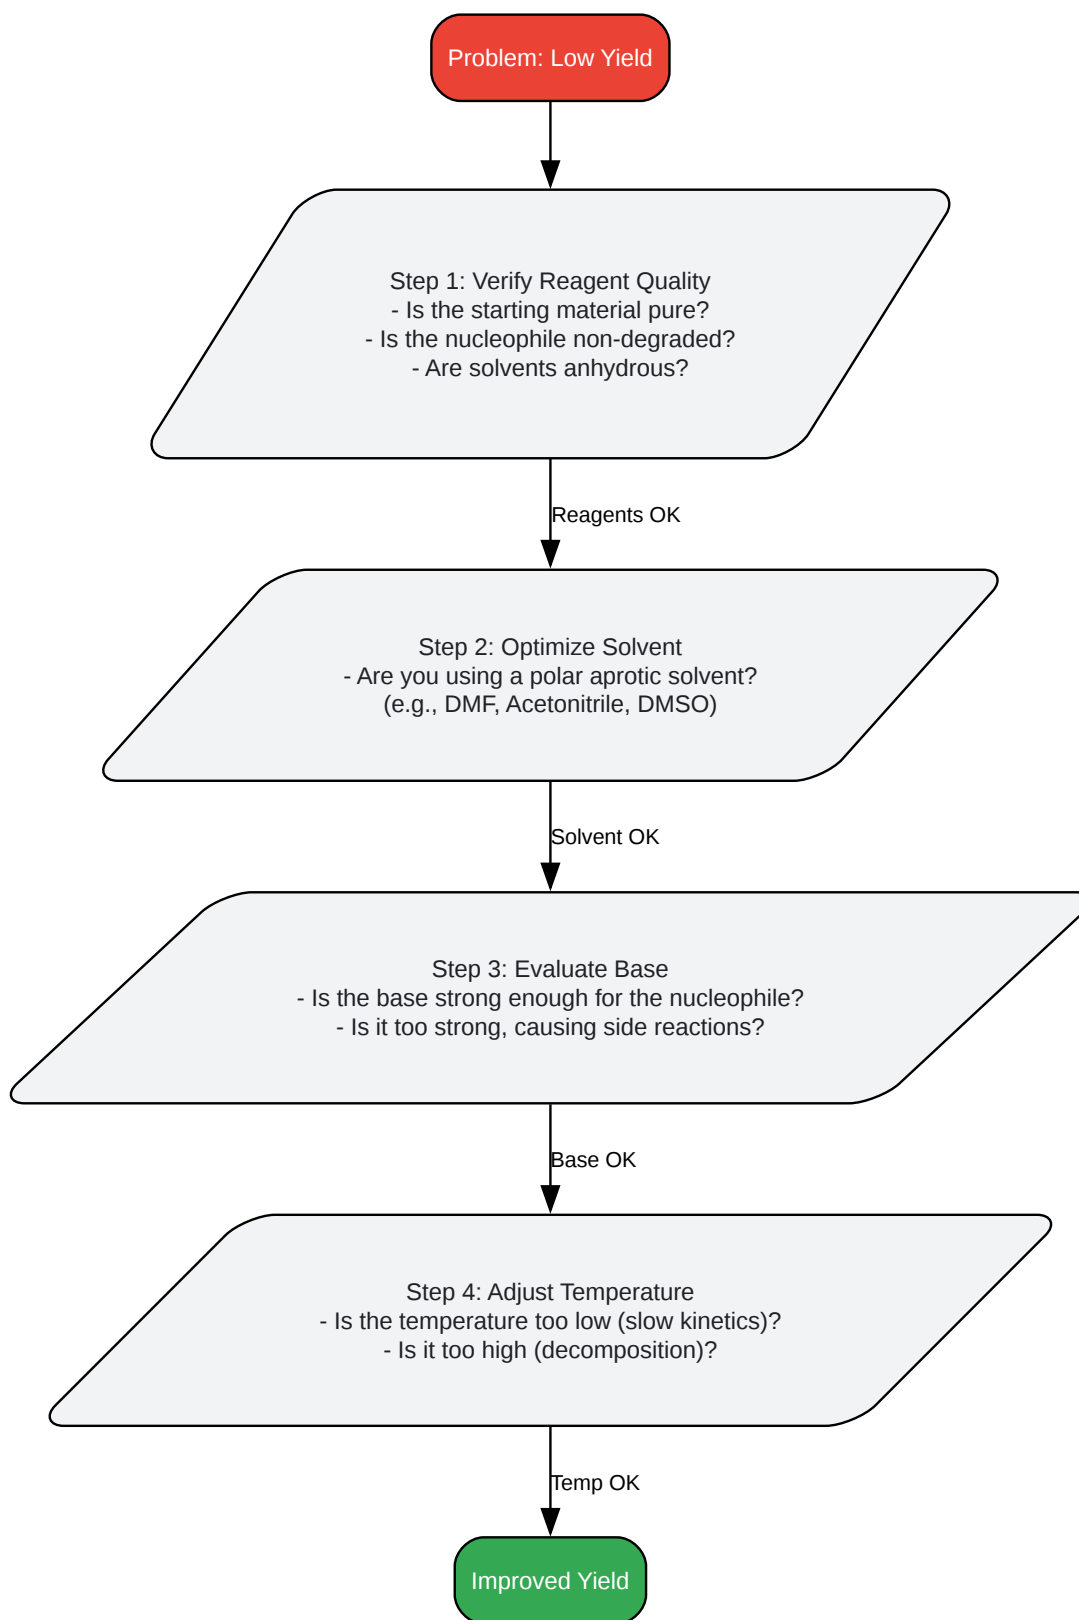 Problem: Low Yield
Step 1: Verify Reagent Quality
- Is the starting material pure?
- Is the nucleophile non-degraded?
- Are solvents anhydrous?
Reagents OK
Step 2: Optimize Solvent
- Are you using a polar aprotic solvent?
(e.g., DMF, Acetonitrile, DMSO)
Solvent OK
Step 3: Evaluate Base
- Is the base strong enough for the nucleophile?
- Is it too strong, causing side reactions?
Base OK
Step 4: Adjust Temperature
- Is the temperature too low (slow kinetics)?
- Is it too high (decomposition)?
Temp OK
Improved Yield